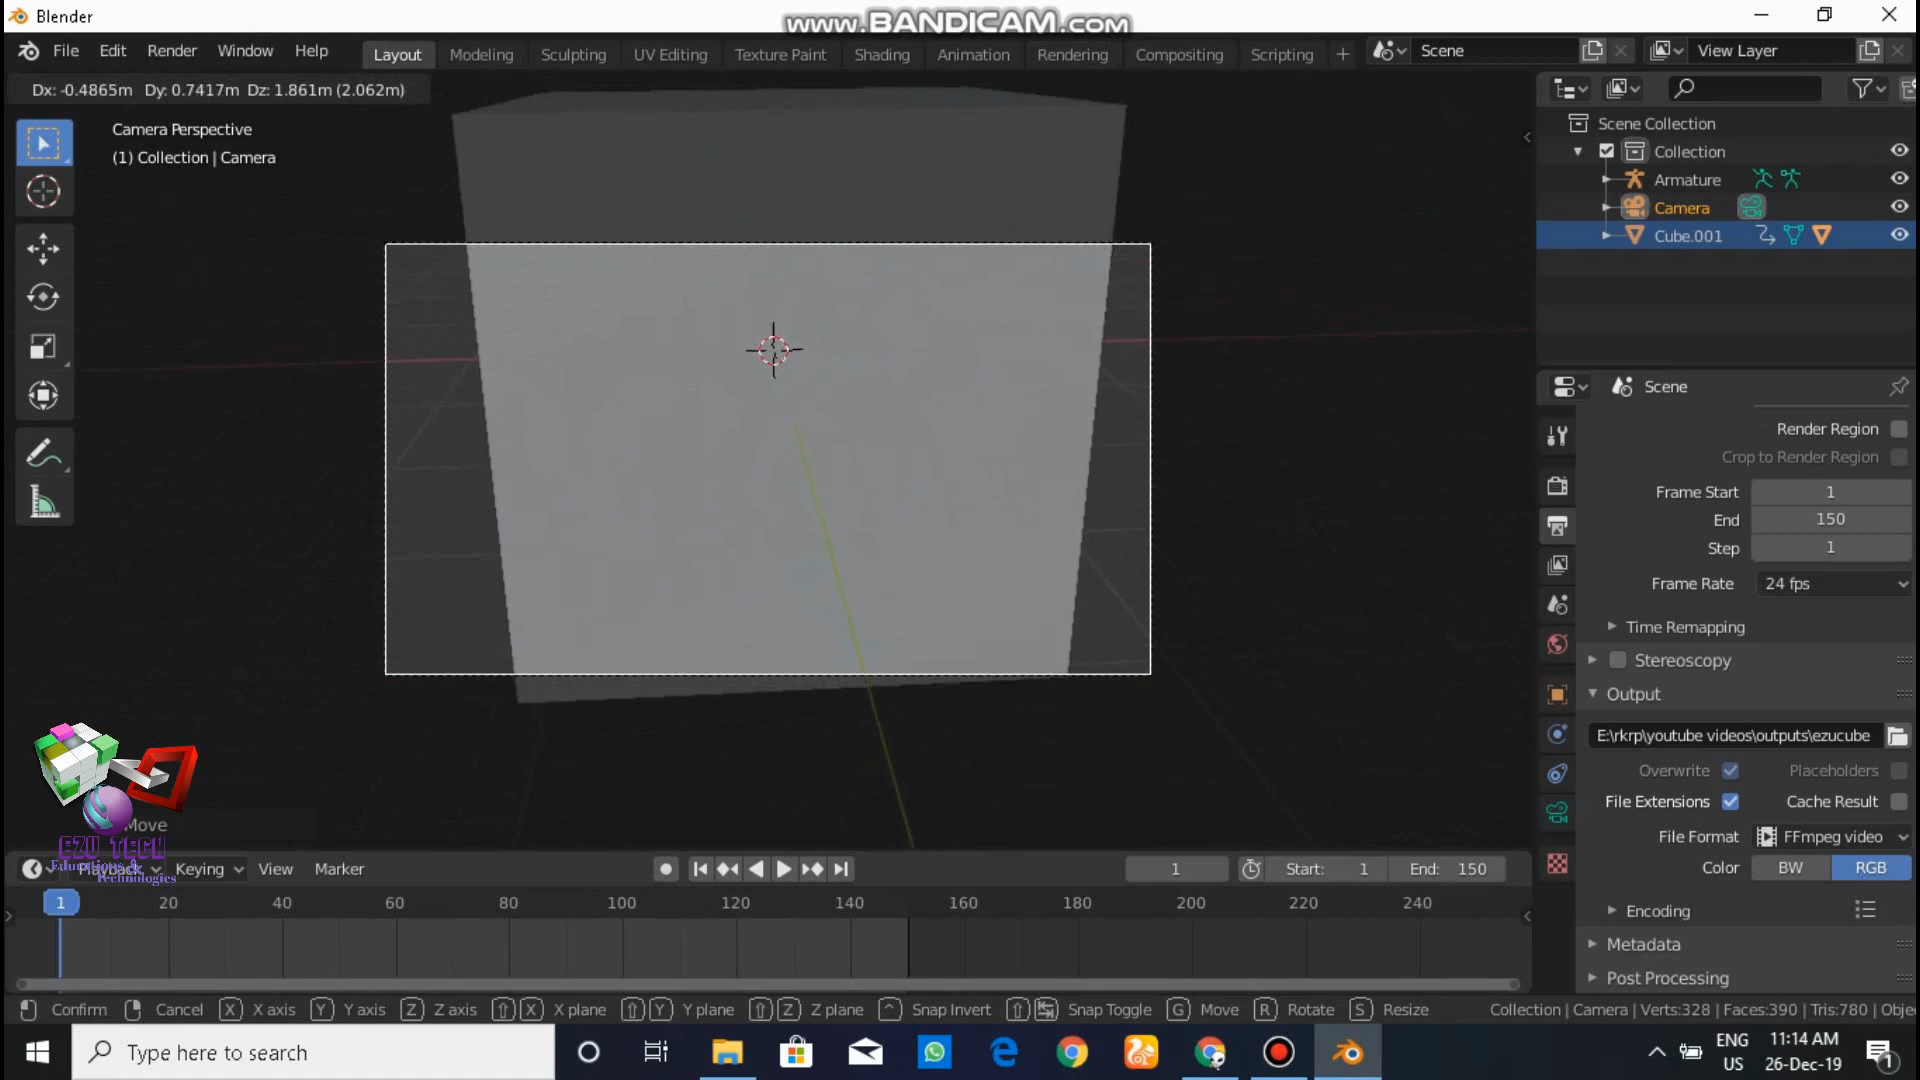 Blender
www.BANDICAM.com
File Edit Render Window Help
Layout Modeling Sculpting UV Editing Texture Paint Shading Animation Rendering Compositing Scripting +
Scene
View Layer
Dx: -0.4865m Dy: 0.7417m Dz: 1.861m (2.062m)
Camera Perspective
(1) Collection | Camera
Scene Collection
Collection
Armature
Camera
Cube.001
Scene
Render Region
Crop to Render Region
Frame Start 1
End 150
Step 1
Frame Rate 24 fps
Time Remapping
Stereoscopy
Output
E:\rkrp\youtube videos\outputs\ezucube
Overwrite Placeholders
File Extensions Cache Result
File Format FFmpeg video
Color BW RGB
Encoding
Metadata
Post Processing
Move
EZU TECH
Educations &
Technologies
Playback Keying View Marker
1
Start: 1
End: 150
1 20 40 60 80 100 120 140 160 180 200 220 240
Confirm Cancel X X axis Y Y axis Z Z axis X X plane Y Y plane Z Z plane Snap Invert Snap Toggle G Move R Rotate S Resize
Collection | Camera | Verts:328 | Faces:390 | Tris:780 | Obje
Type here to search
ENG
US
11:14 AM
26-Dec-19
1